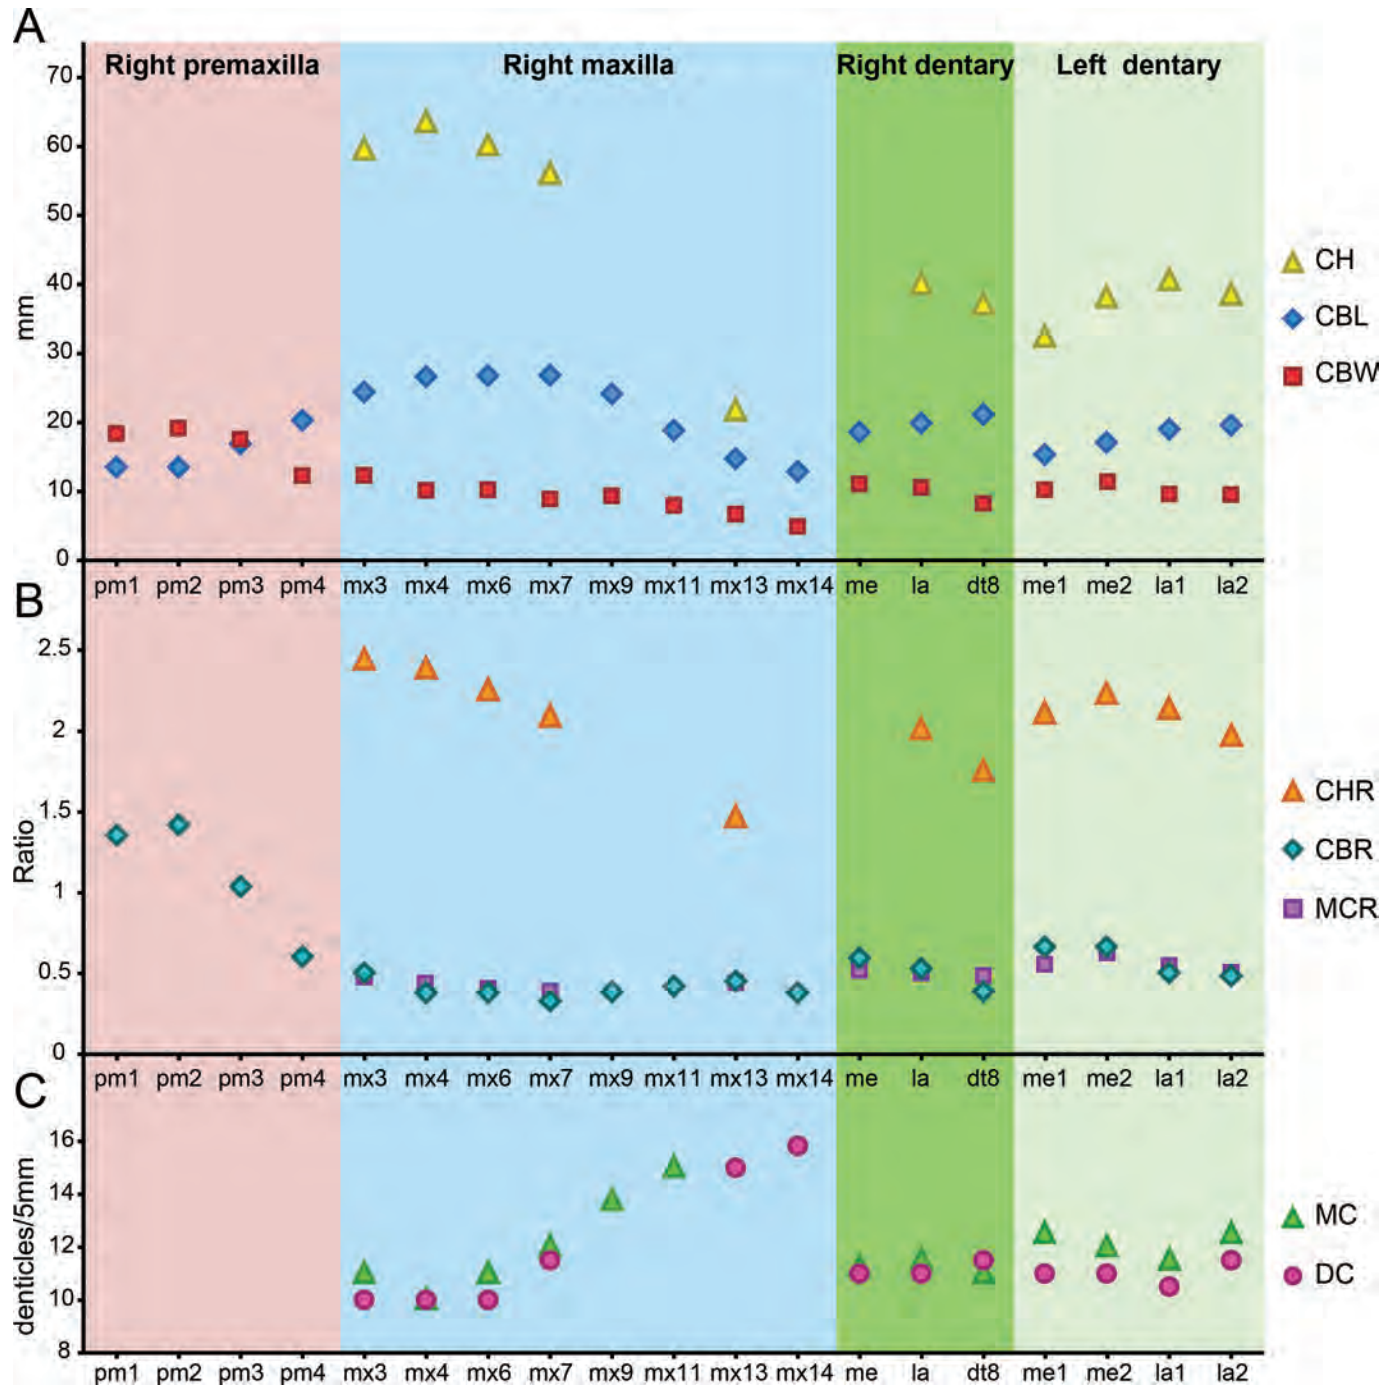 A
Right premaxilla Right maxilla Right dentary Left dentary
70
60
50
40
30
20
10
0
mm
CH
CBL
CBW
pm1 pm2 pm3 pm4 mx3 mx4 mx6 mx7 mx9 mx11 mx13 mx14 me la dt8 me1 me2 la1 la2
B
2.5
2
1.5
1
0.5
0
Ratio
CHR
CBR
MCR
pm1 pm2 pm3 pm4 mx3 mx4 mx6 mx7 mx9 mx11 mx13 mx14 me la dt8 me1 me2 la1 la2
C
16
14
12
10
8
denticles/5mm
MC
DC
pm1 pm2 pm3 pm4 mx3 mx4 mx6 mx7 mx9 mx11 mx13 mx14 me la dt8 me1 me2 la1 la2